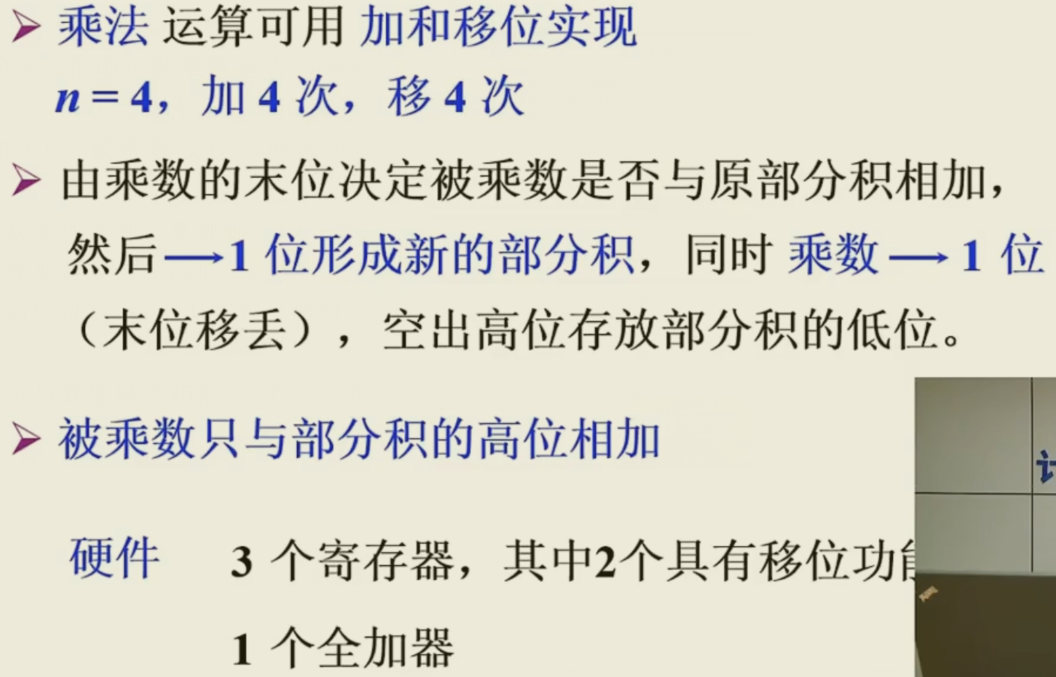 ➢ 乘法 运算可用 加和移位实现
n = 4，加 4 次，移 4 次
➢ 由乘数的末位决定被乘数是否与原部分积相加，
然后 ⟶ 1 位形成新的部分积，同时 乘数 ⟶ 1 位
（末位移丢），空出高位存放部分积的低位。
➢ 被乘数只与部分积的高位相加
硬件 3 个寄存器，其中2个具有移位功
1 个全加器